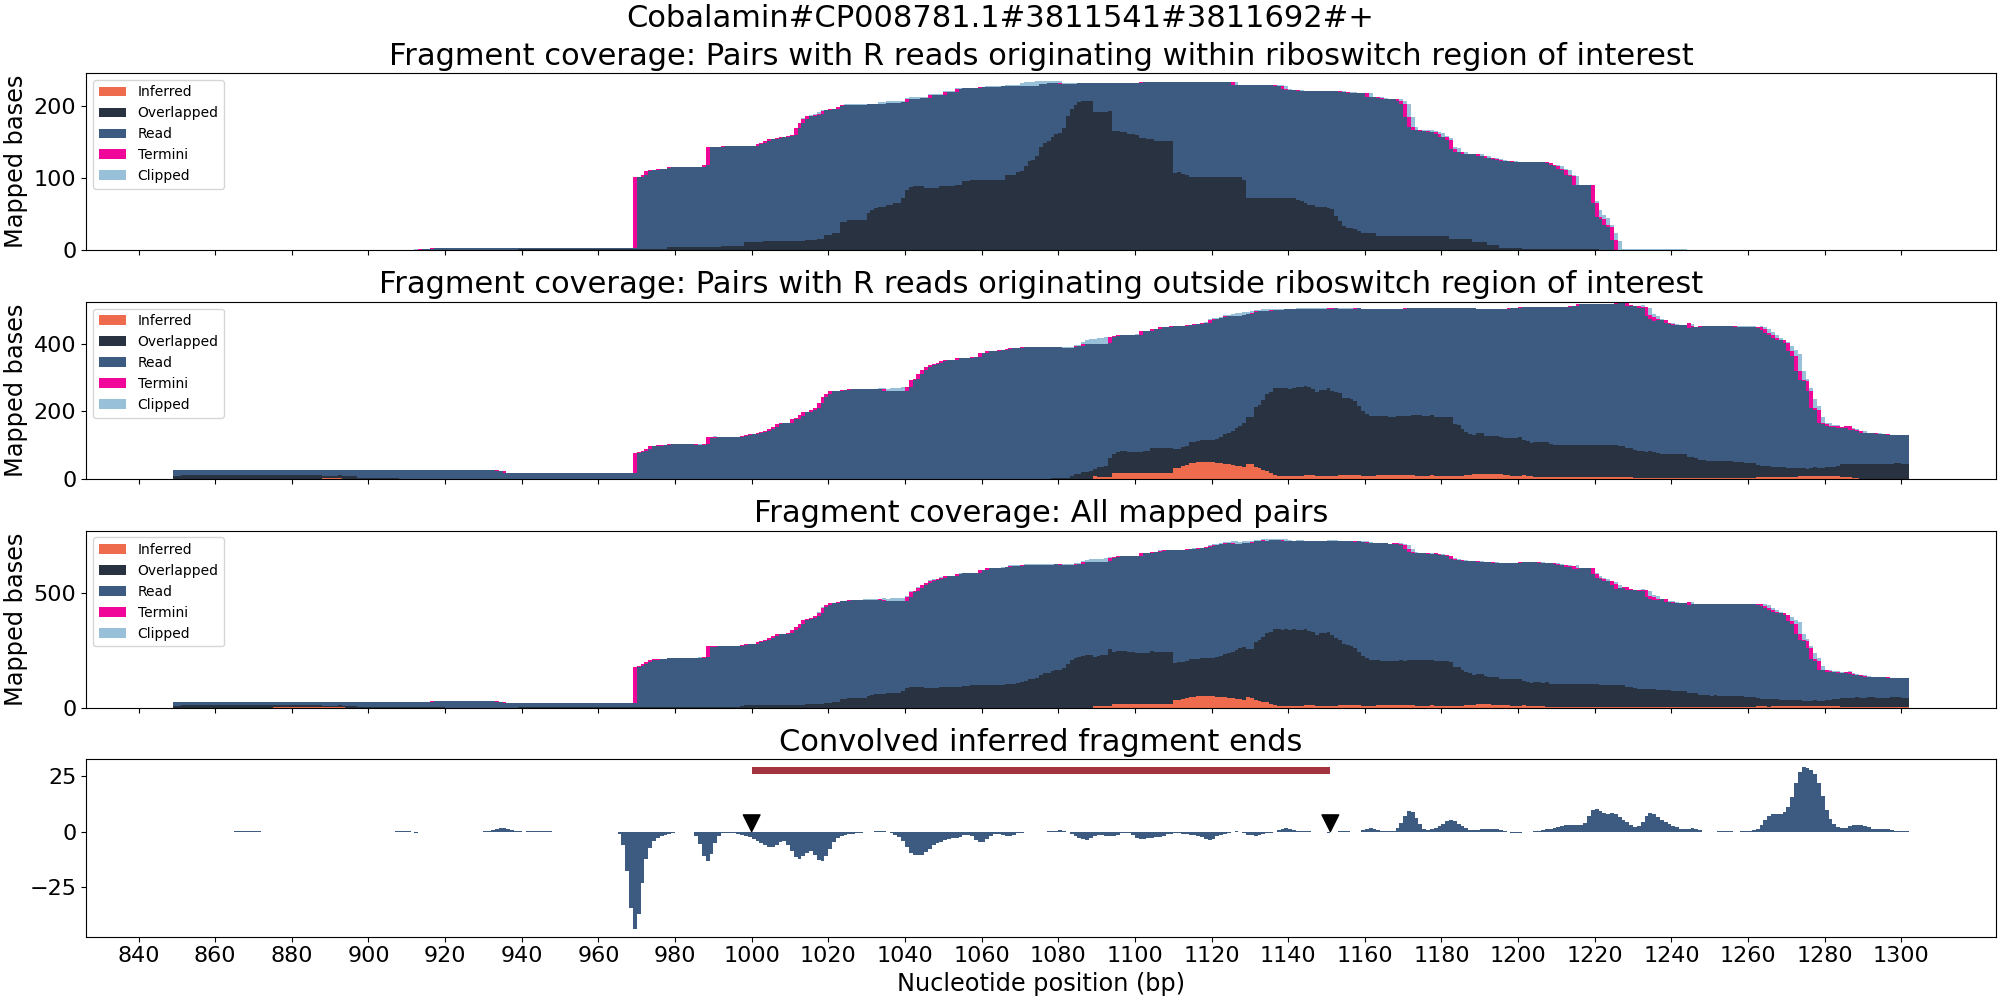 Cobalamin#CP008781.1#3811541#3811692#+
Fragment coverage: Pairs with R reads originating within riboswitch region of interest
Mapped bases
200
100
0
Inferred
Overlapped
Read
Termini
Clipped
Fragment coverage: Pairs with R reads originating outside riboswitch region of interest
Mapped bases
400
200
0
Inferred
Overlapped
Read
Termini
Clipped
Fragment coverage: All mapped pairs
Mapped bases
500
0
Inferred
Overlapped
Read
Termini
Clipped
Convolved inferred fragment ends
25
0
−25
840 860 880 900 920 940 960 980 1000 1020 1040 1060 1080 1100 1120 1140 1160 1180 1200 1220 1240 1260 1280 1300
Nucleotide position (bp)